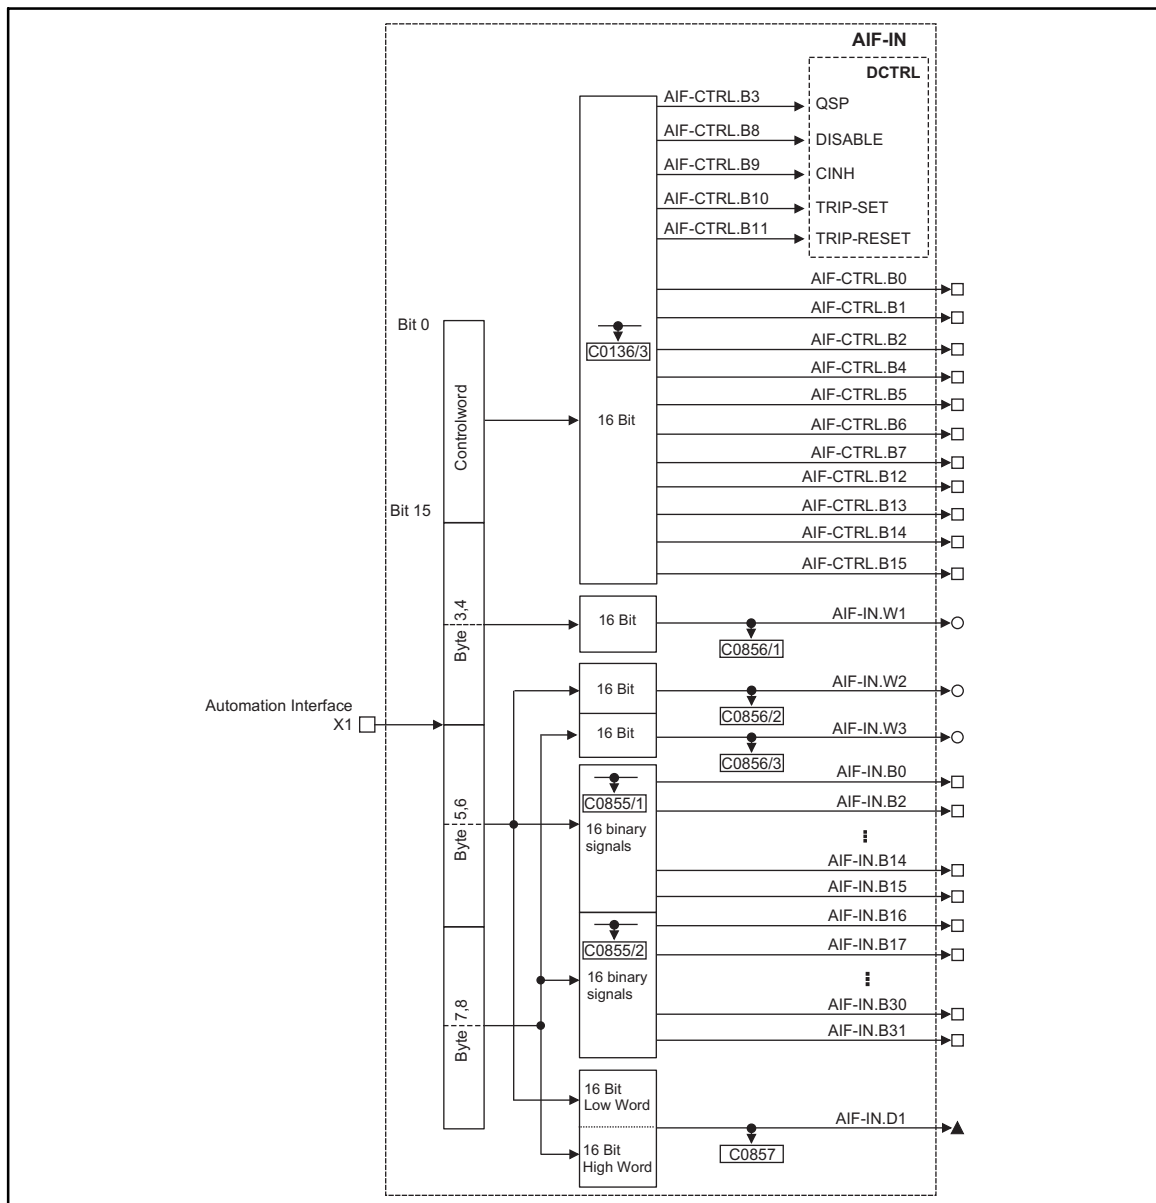 AIF-IN
DCTRL
AIF-CTRL.B3
QSP
AIF-CTRL.B8
DISABLE
AIF-CTRL.B9
CINH
AIF-CTRL.B10
TRIP-SET
AIF-CTRL.B11
TRIP-RESET
AIF-CTRL.B0
AIF-CTRL.B1
AIF-CTRL.B2
AIF-CTRL.B4
AIF-CTRL.B5
AIF-CTRL.B6
AIF-CTRL.B7
AIF-CTRL.B12
AIF-CTRL.B13
AIF-CTRL.B14
AIF-CTRL.B15
Bit 0
C0136/3
Controlword
16 Bit
Bit 15
Byte 3,4
16 Bit
AIF-IN.W1
C0856/1
Automation Interface
X1
16 Bit
AIF-IN.W2
C0856/2
16 Bit
AIF-IN.W3
C0856/3
Byte 5,6
C0855/1
16 binary
signals
AIF-IN.B0
AIF-IN.B2
AIF-IN.B14
AIF-IN.B15
Byte 7,8
C0855/2
16 binary
signals
AIF-IN.B16
AIF-IN.B17
AIF-IN.B30
AIF-IN.B31
16 Bit
Low Word
16 Bit
High Word
AIF-IN.D1
C0857